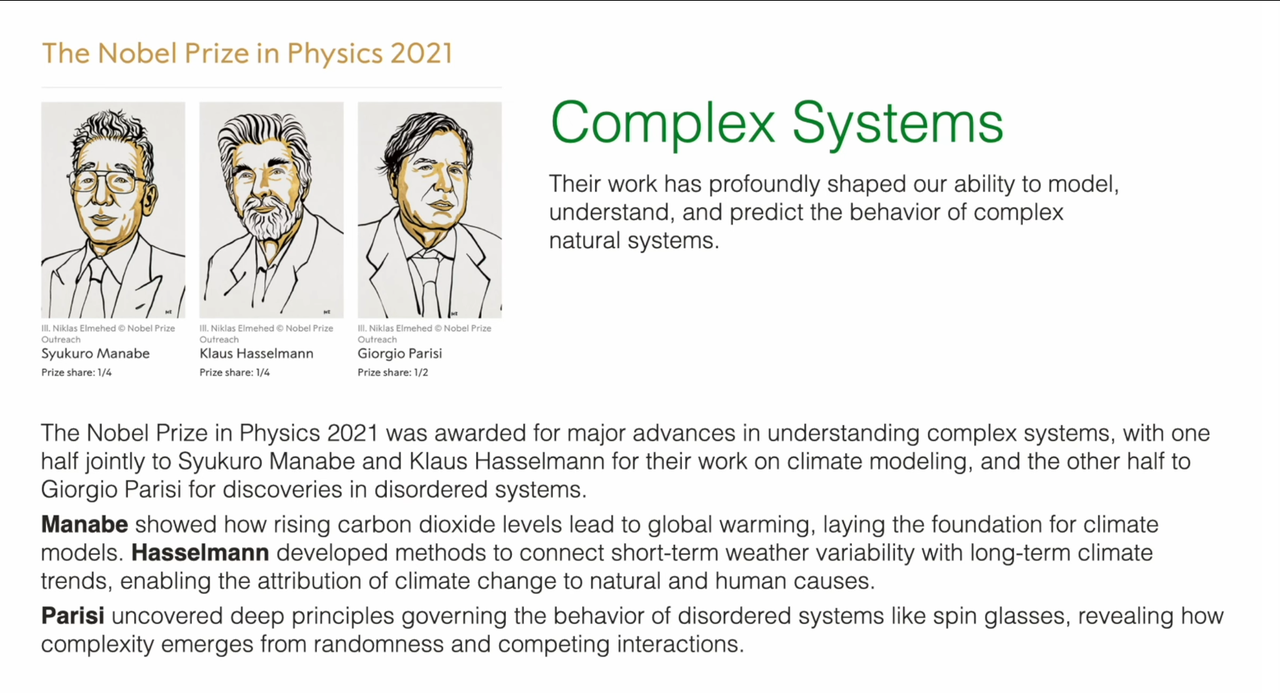 The Nobel Prize in Physics 2021
Complex Systems
Their work has profoundly shaped our ability to model,
understand, and predict the behavior of complex
natural systems.
Ill. Niklas Elmehed © Nobel Prize
Outreach
Syukuro Manabe
Prize share: 1/4
Ill. Niklas Elmehed © Nobel Prize
Outreach
Klaus Hasselmann
Prize share: 1/4
Ill. Niklas Elmehed © Nobel Prize
Outreach
Giorgio Parisi
Prize share: 1/2
The Nobel Prize in Physics 2021 was awarded for major advances in understanding complex systems, with one
half jointly to Syukuro Manabe and Klaus Hasselmann for their work on climate modeling, and the other half to
Giorgio Parisi for discoveries in disordered systems.
Manabe showed how rising carbon dioxide levels lead to global warming, laying the foundation for climate
models. Hasselmann developed methods to connect short-term weather variability with long-term climate
trends, enabling the attribution of climate change to natural and human causes.
Parisi uncovered deep principles governing the behavior of disordered systems like spin glasses, revealing how
complexity emerges from randomness and competing interactions.